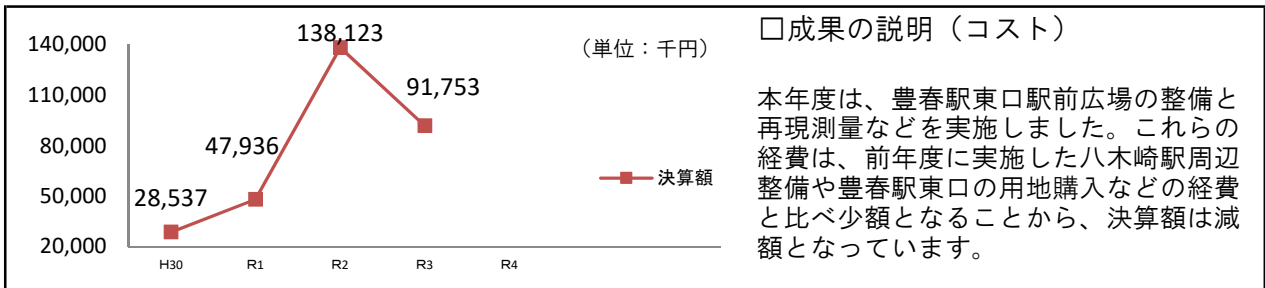 140,000
110,000
80,000
50,000
20,000
138,123
91,753
47,936
28,537
(単位：千円)
決算額
H30 R1 R2 R3 R4
□成果の説明（コスト）
本年度は、豊春駅東口駅前広場の整備と
再現測量などを実施しました。これらの
経費は、前年度に実施した八木崎駅周辺
整備や豊春駅東口の用地購入などの経費
と比べ少額となることから、決算額は減
額となっています。